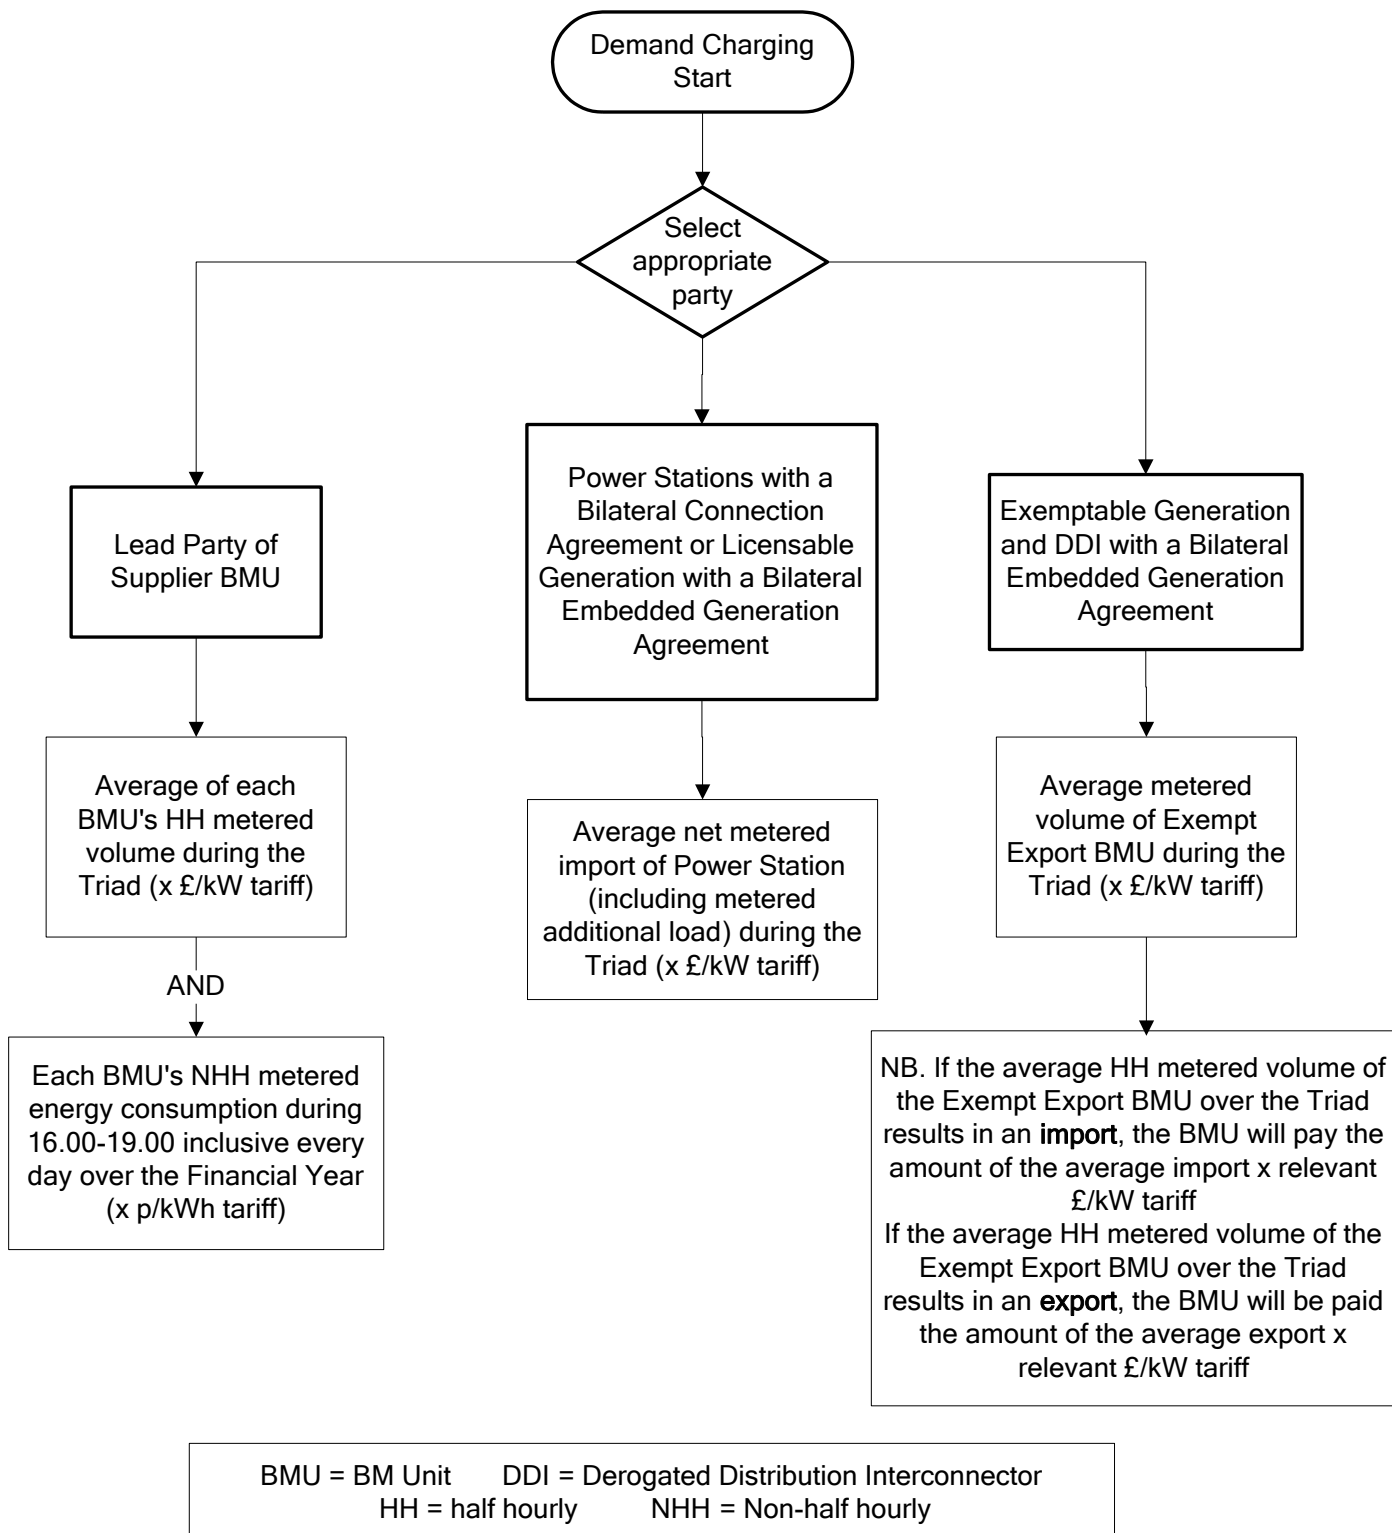 Demand Charging
Start
Select
appropriate
party
Lead Party of
Supplier BMU
Average of each
BMU's HH metered
volume during the
Triad (x £/kW tariff)
AND
Each BMU's NHH metered
energy consumption during
16.00-19.00 inclusive every
day over the Financial Year
(x p/kWh tariff)
Power Stations with a
Bilateral Connection
Agreement or Licensable
Generation with a Bilateral
Embedded Generation
Agreement
Average net metered
import of Power Station
(including metered
additional load) during the
Triad (x £/kW tariff)
Exemptable Generation
and DDI with a Bilateral
Embedded Generation
Agreement
Average metered
volume of Exempt
Export BMU during the
Triad (x £/kW tariff)
NB. If the average HH metered volume of
the Exempt Export BMU over the Triad
results in an import, the BMU will pay the
amount of the average import x relevant
£/kW tariff
If the average HH metered volume of the
Exempt Export BMU over the Triad
results in an export, the BMU will be paid
the amount of the average export x
relevant £/kW tariff
BMU = BM Unit DDI = Derogated Distribution Interconnector
HH = half hourly NHH = Non-half hourly